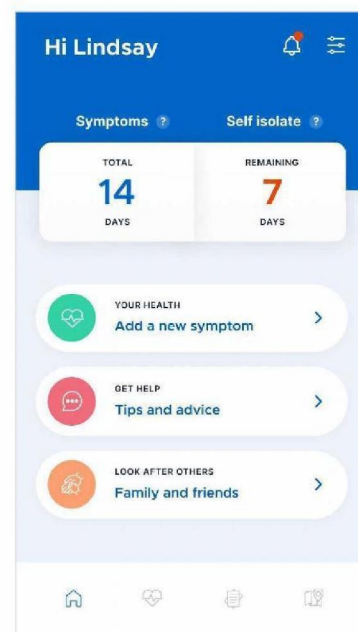 Hi Lindsay
Symptoms ? Self isolate ?
TOTAL REMAINING
14 7
DAYS DAYS
YOUR HEALTH
Add a new symptom
GET HELP
Tips and advice
LOOK AFTER OTHERS
Family and friends